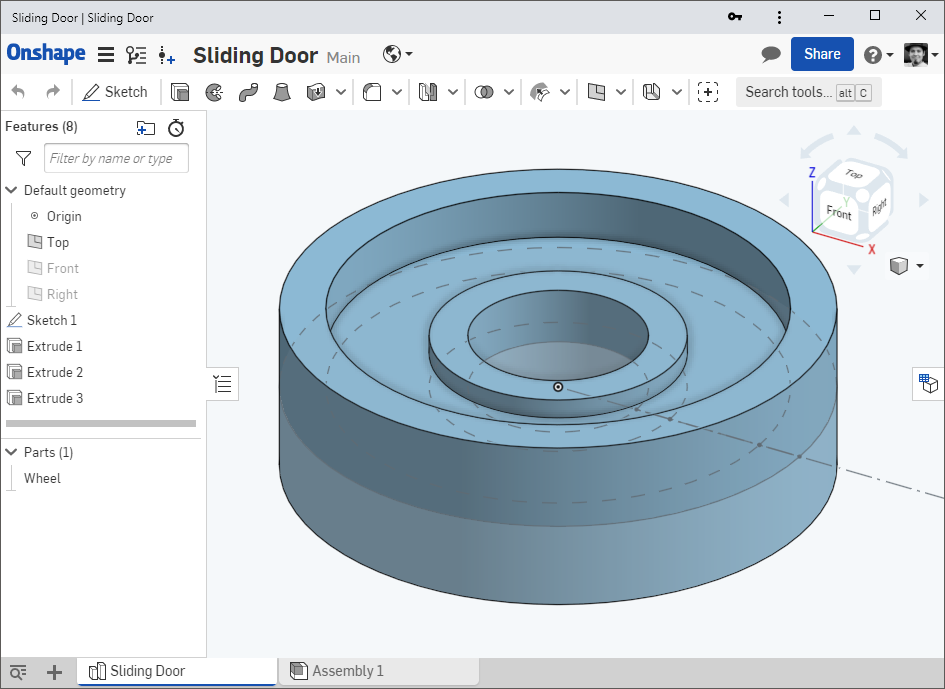 Sliding Door | Sliding Door
Onshape Sliding Door Main Share ?
Sketch Search tools... alt C
Features (8)
Filter by name or type
Default geometry
Origin
Top
Front
Right
Sketch 1
Extrude 1
Extrude 2
Extrude 3
Parts (1)
Wheel
Z
Top
Y
Front Right
X
Sliding Door Assembly 1